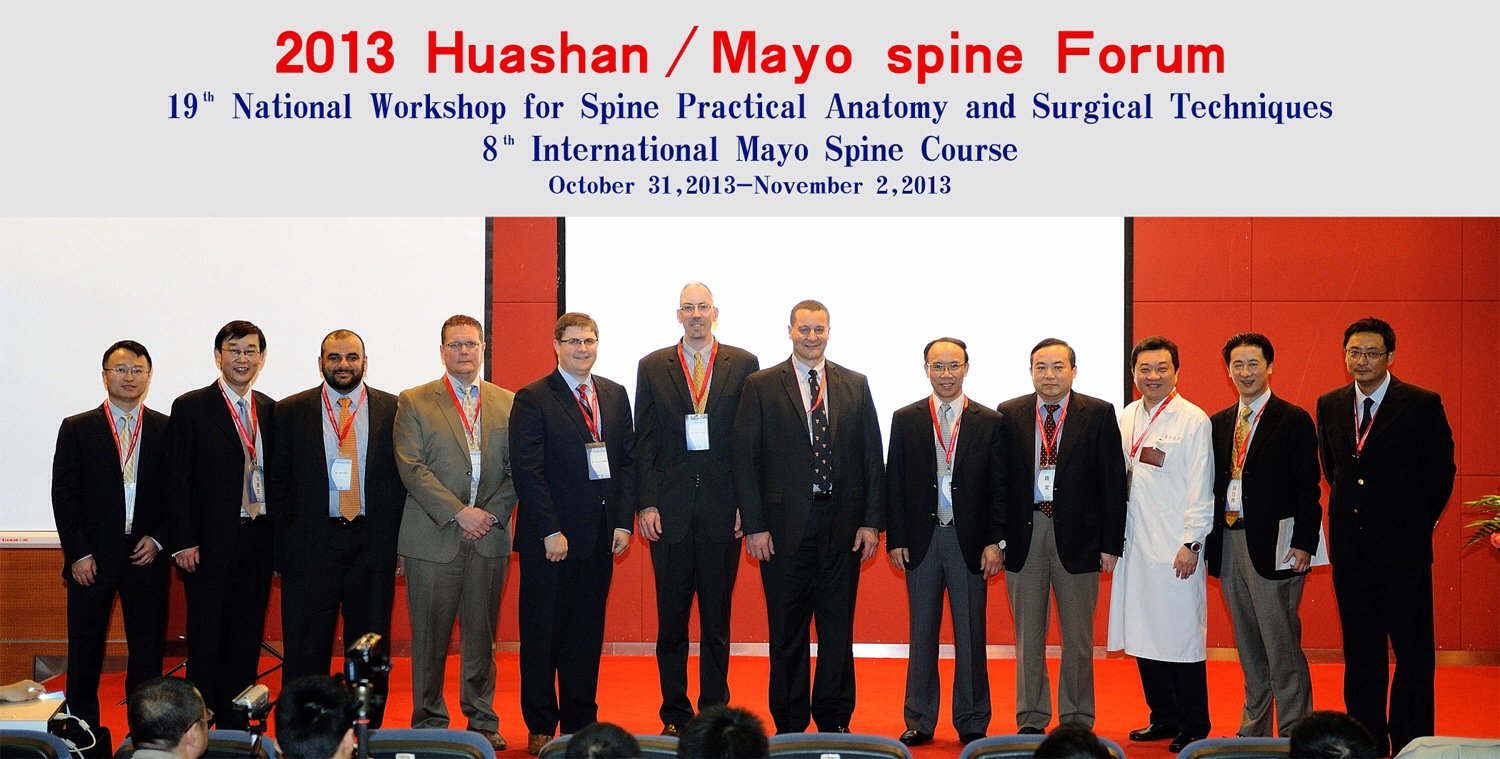 2013 Huashan/Mayo spine Forum
19th National Workshop for Spine Practical Anatomy and Surgical Techniques
8th International Mayo Spine Course
October 31,2013—November 2,2013